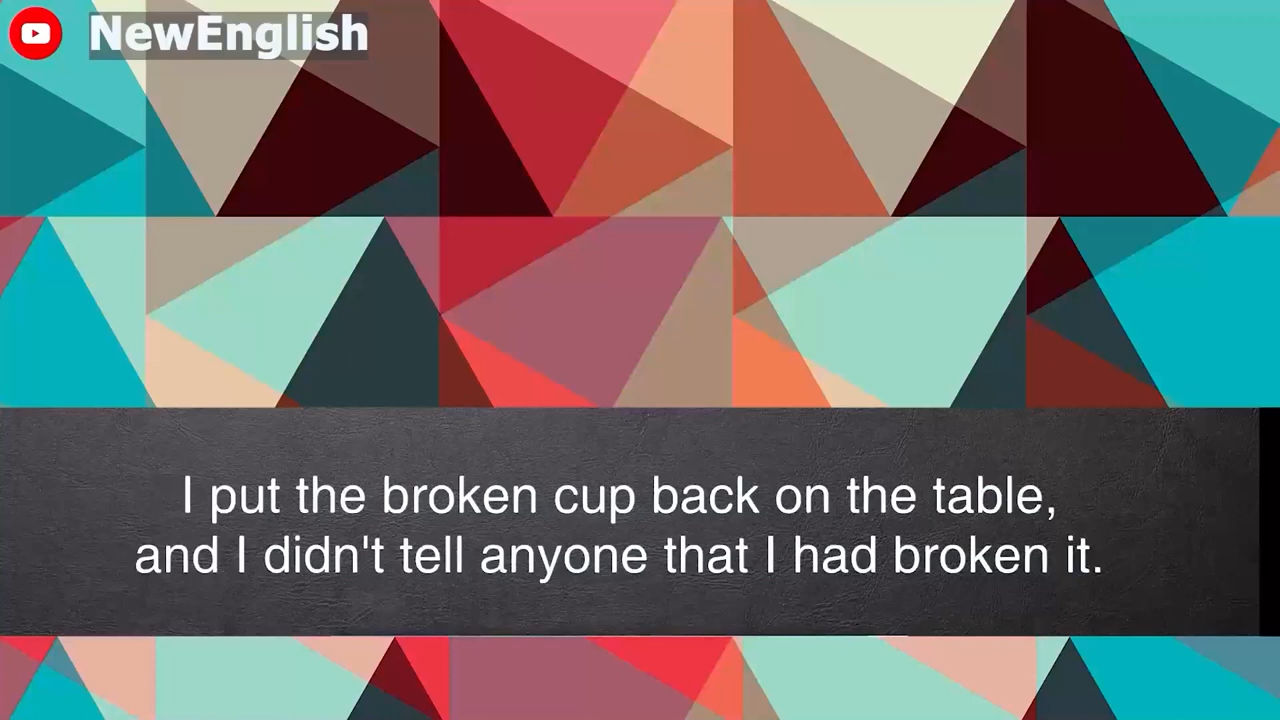 NewEnglish
I put the broken cup back on the table,
and I didn't tell anyone that I had broken it.